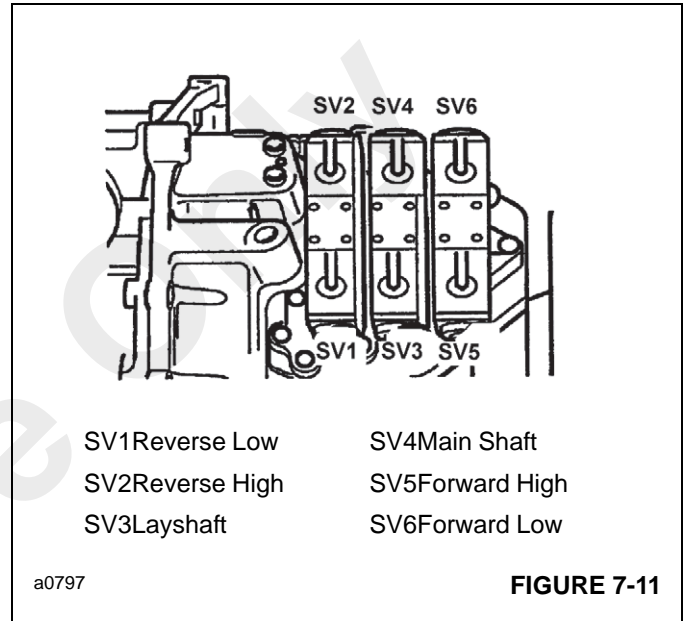 SV2 SV4 SV6
SV1 SV3 SV5
SV1Reverse Low SV4Main Shaft
SV2Reverse High SV5Forward High
SV3Layshaft SV6Forward Low
a0797 FIGURE 7-11
Only
e